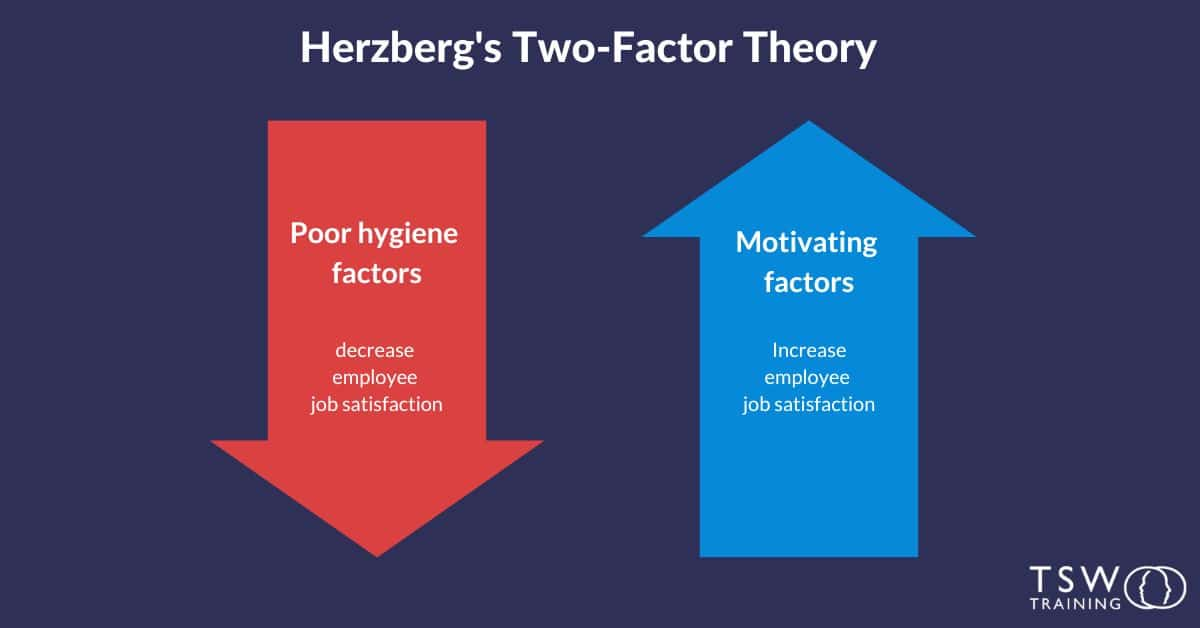 Herzberg's Two-Factor Theory
Poor hygiene
factors
decrease
employee
job satisfaction
Motivating
factors
Increase
employee
job satisfaction
TSW
TRAINING